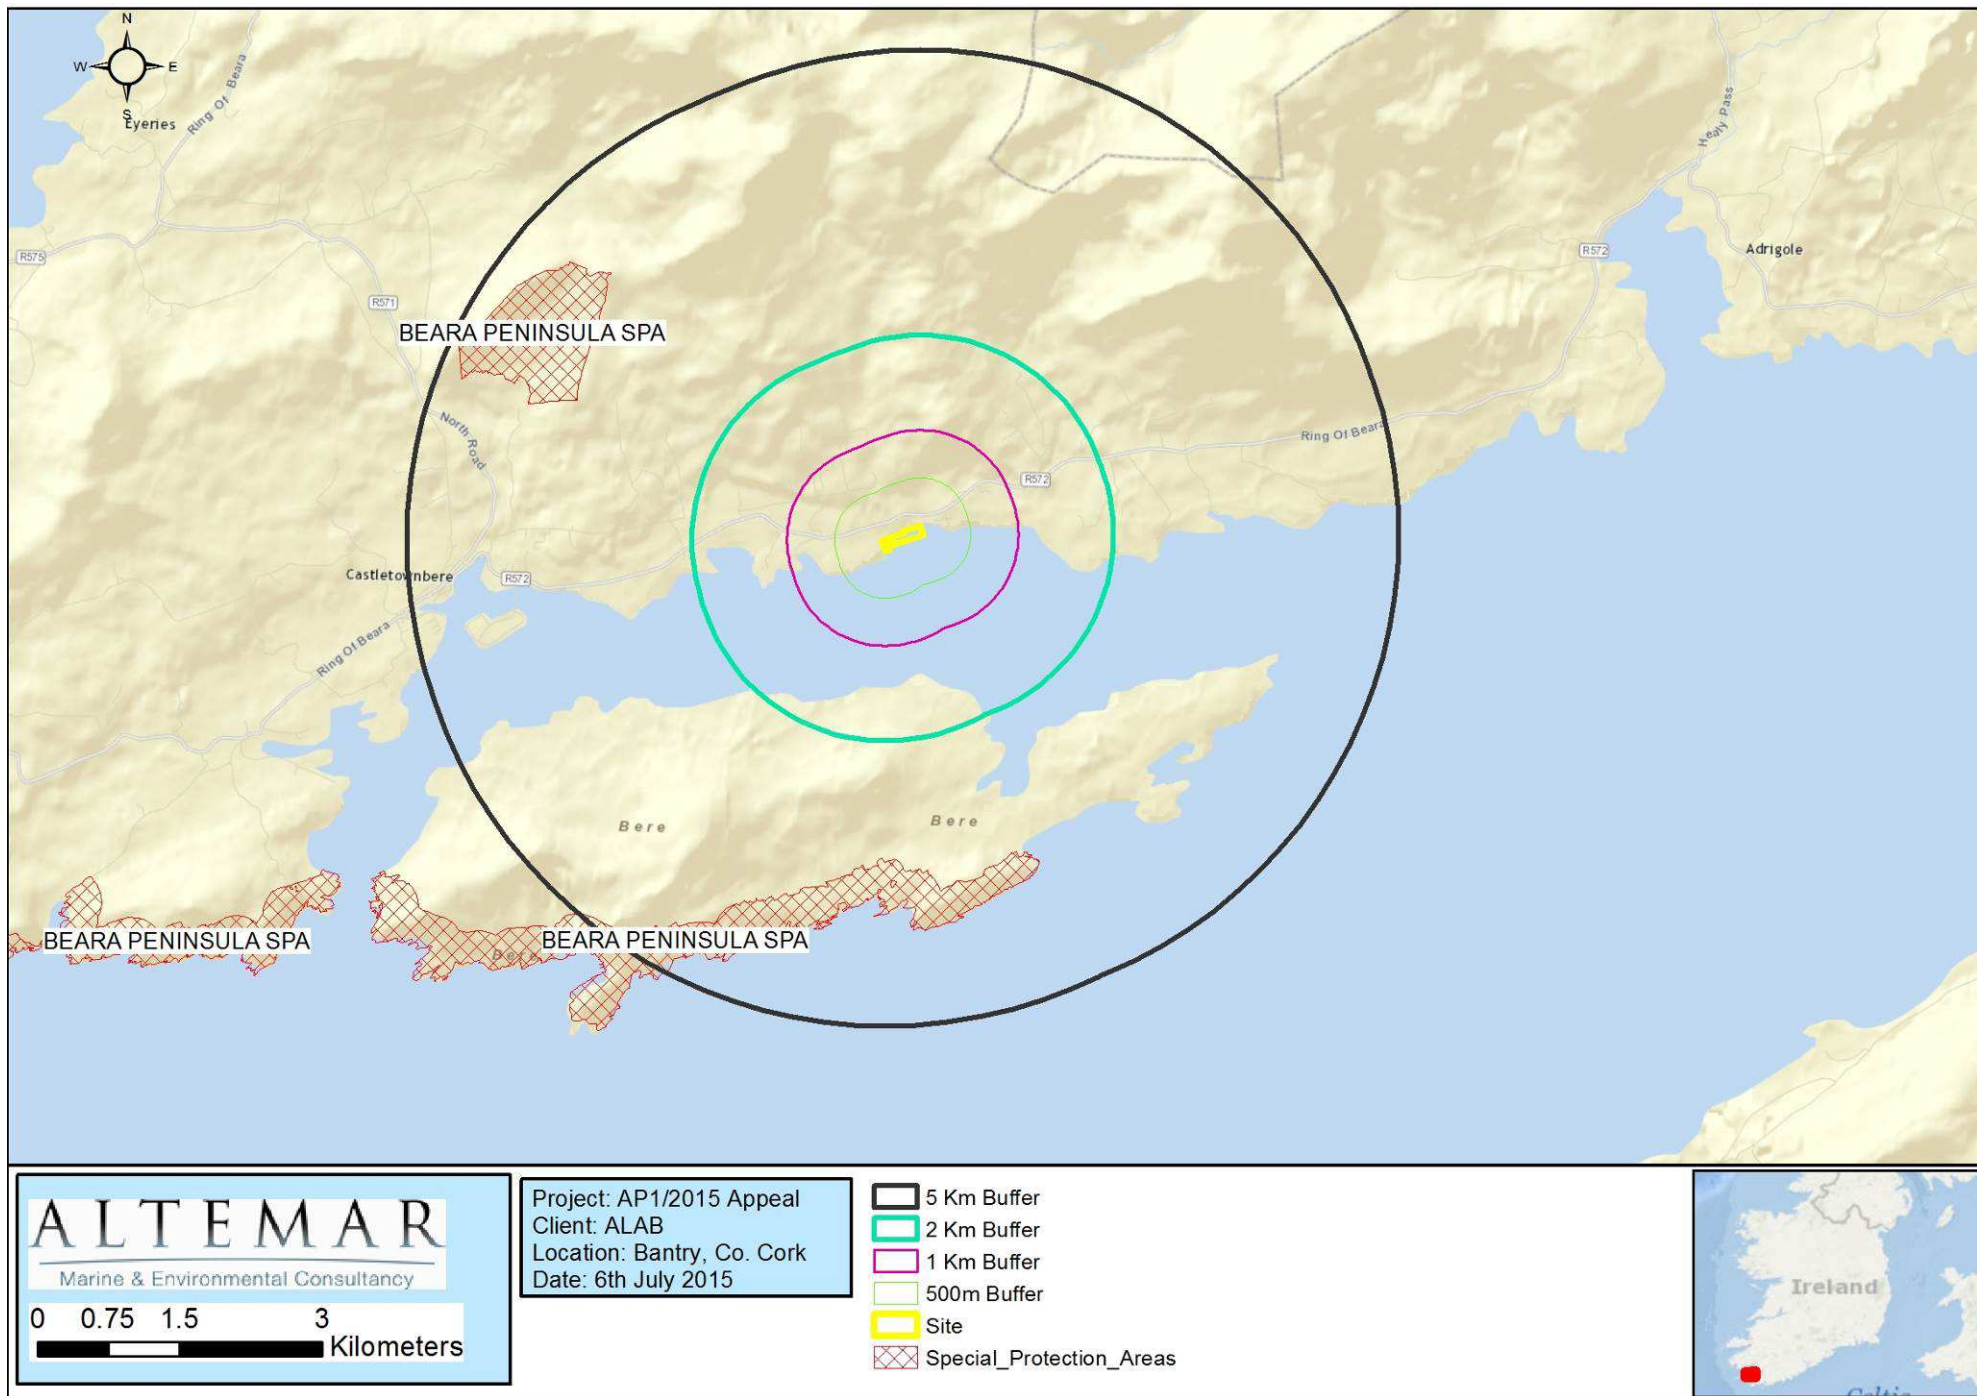 N
W
E
S
Eyeries
Ring Of Beara
Healy Pass
R575
R572
Adrigole
R571
BEARA PENINSULA SPA
North Road
Ring Of Beara
R572
Castletownbere
R572
Ring Of Beara
Bere
Bere
BEARA PENINSULA SPA
BEARA PENINSULA SPA
Bere
ALTEMAR
Marine & Environmental Consultancy
0 0.75 1.5 3
Kilometers
Project: AP1/2015 Appeal
Client: ALAB
Location: Bantry, Co. Cork
Date: 6th July 2015
5 Km Buffer
2 Km Buffer
1 Km Buffer
500m Buffer
Site
Special_Protection_Areas
Ireland
Celtic